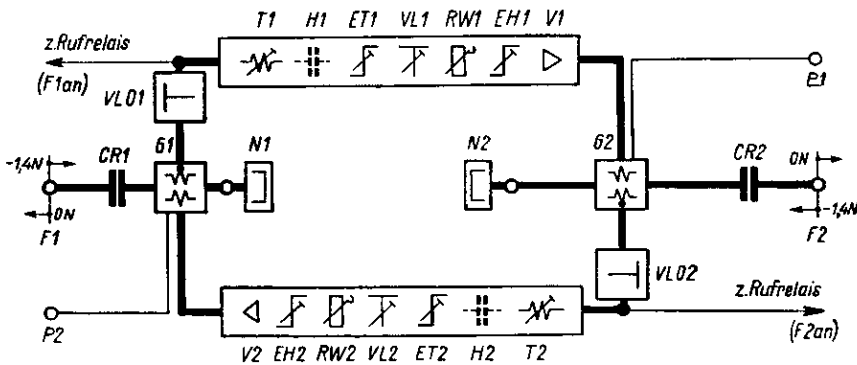 T1 H1 ET1 VL1 RW1 EH1 V1
z.Rufrelais
(F1an)
VL01
P1
G1
N1
N2
G2
-1,4N
CR1
CR2
0N
0N
-1,4N
F1
F2
VL02
P2
z.Rufrelais
(F2an)
V2 EH2 RW2 VL2 ET2 H2 T2